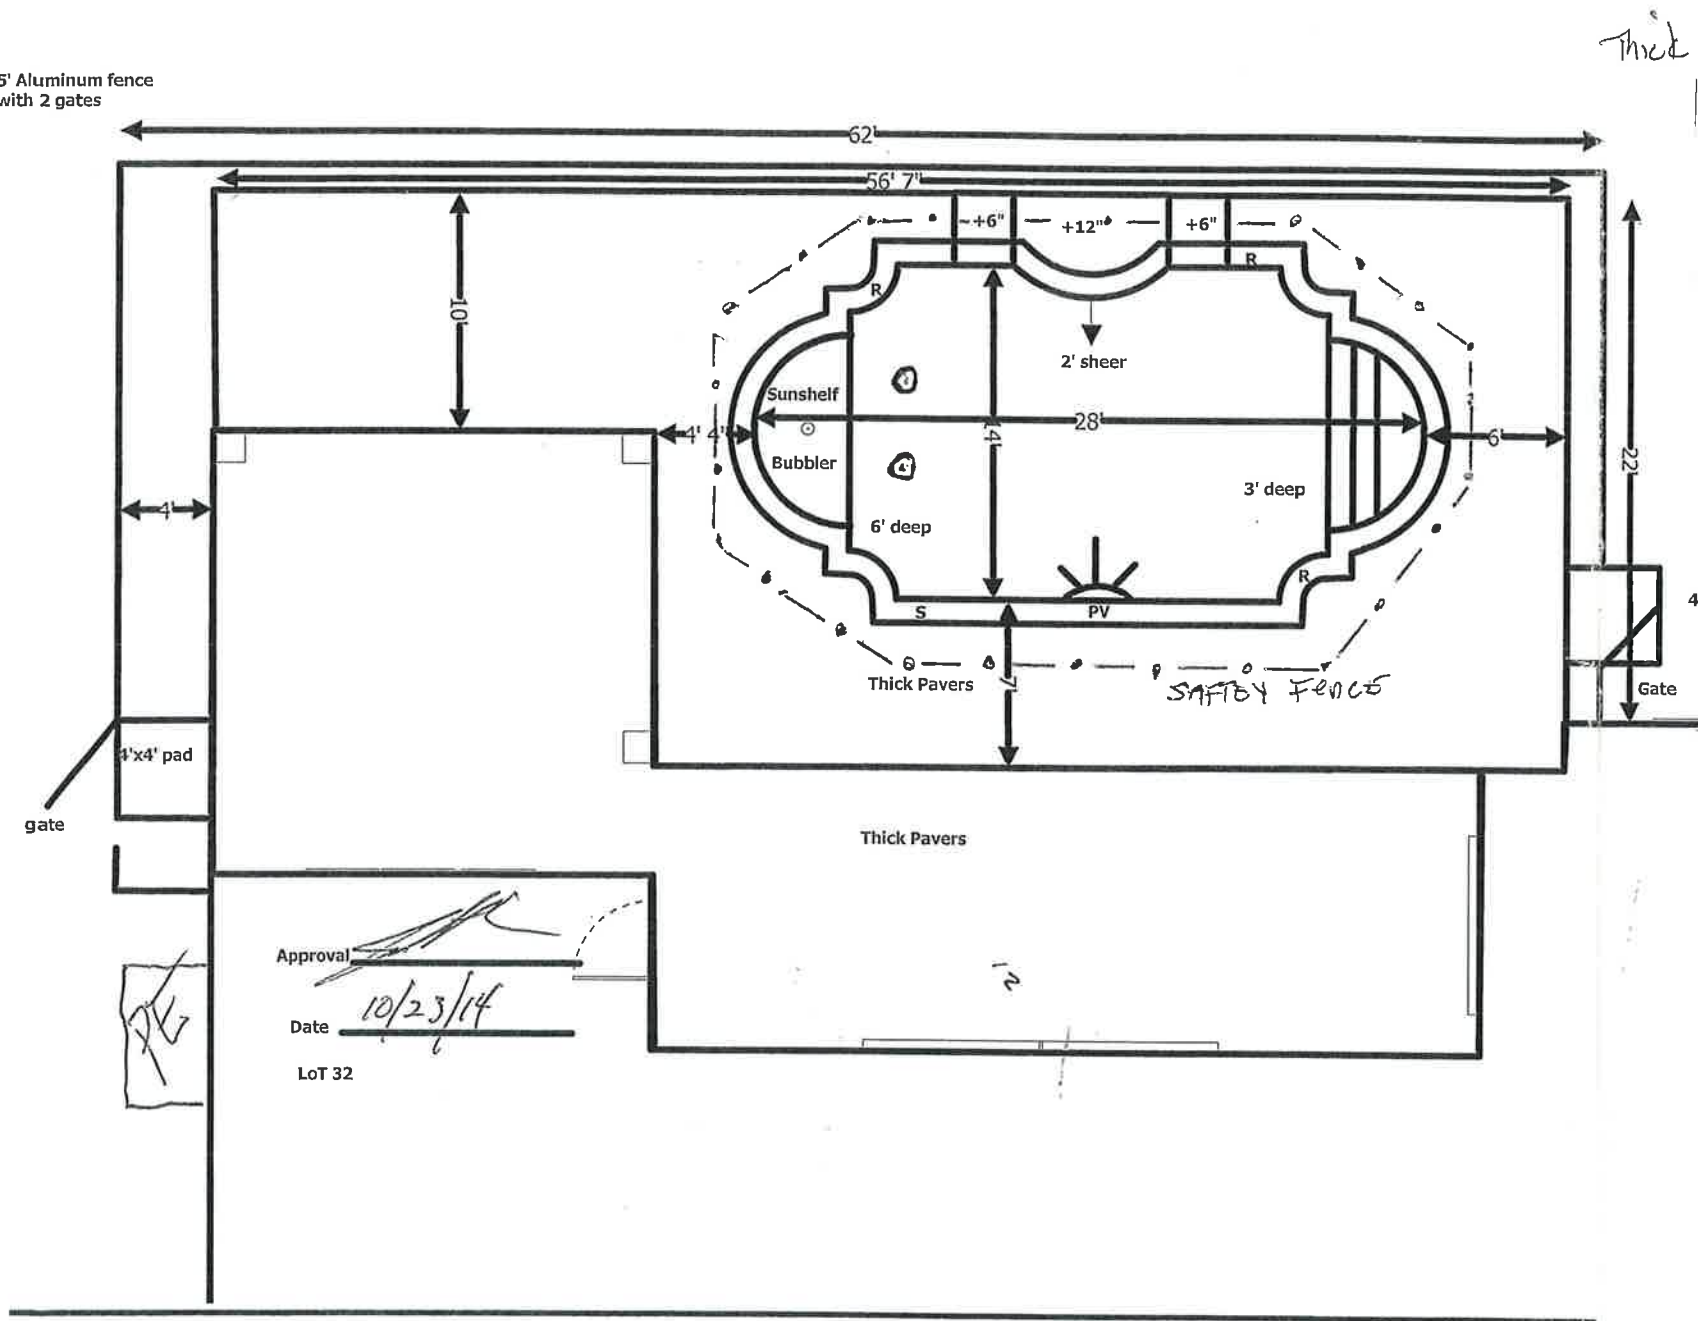 Thick
5' Aluminum fence
with 2 gates
62'
56' 7"
+6"
+12"
+6"
R
R
10'
2' sheer
Sunshelf
28'
14'
4' 4"
6'
22'
Bubbler
3' deep
4'
6' deep
R
S
PV
4
Thick Pavers
7'
SAFTEY FENCE
Gate
4'x4' pad
gate
Thick Pavers
Approval
12
Date 10/23/14
LoT 32